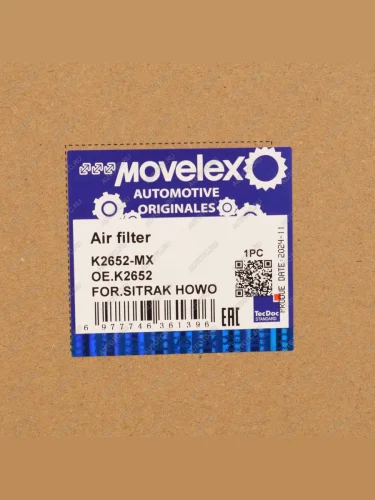 MOVELEX
AUTOMOTIVE
ORIGINALES
Air filter
K2652-MX
OE.K2652
FOR.SITRAK HOWO
1PC
PRODUE DATE:2024-11
6 977746 361396
EAC
TecDoc
STANDARD